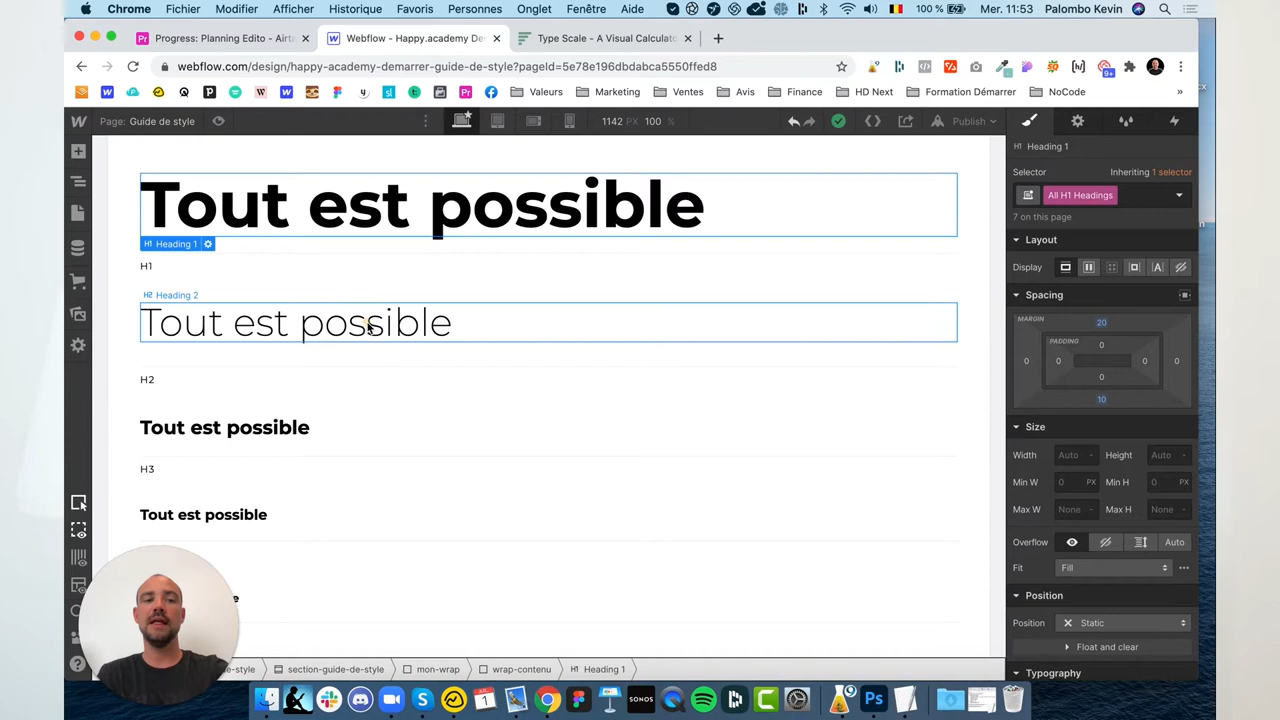 Chrome Fichier Modifier Afficher Historique Favoris Personnes Onglet Fenêtre Aide 100 % Mer. 11:53 Palombo Kevin
Progress: Planning Edito - Airt
Webflow - Happy.academy De
Type Scale - A Visual Calculat
webflow.com/design/happy-academy-demarrer-guide-de-style?pageId=5e78e196dbdabca5550ffed8
9+
Valeurs Marketing Ventes Avis Finance HD Next Formation Démarrer NoCode »
Page: Guide de style 1142 PX 100 % Publish
Tout est possible
H1 Heading 1
H1
H2 Heading 2
Tout est possible
H2
Tout est possible
H3
Tout est possible
e
H1 Heading 1
Selector Inheriting 1 selector
All H1 Headings
7 on this page
Layout
Display
Spacing
MARGIN 20
PADDING 0
0 0 0 0
0
10
Size
Width Auto - Height Auto -
Min W 0 PX Min H 0 PX
Max W None - Max H None -
Overflow Auto
Fit Fill
Position
Position Static
Float and clear
Typography
e-style section-guide-de-style mon-wrap wrap-contenu H1 Heading 1
SONOS